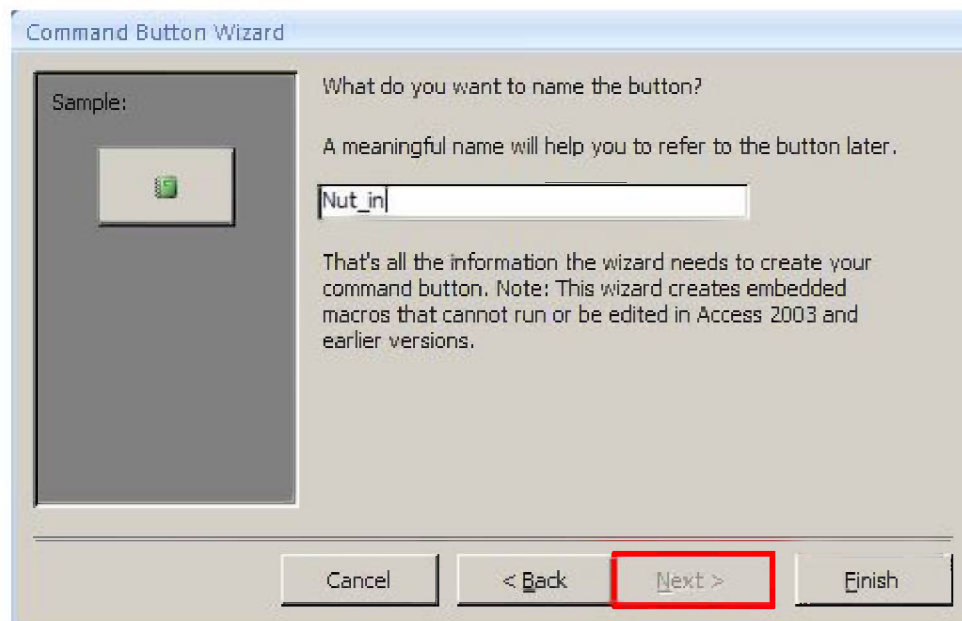 Command Button Wizard
Sample:
What do you want to name the button?
A meaningful name will help you to refer to the button later.
Nut_in
That's all the information the wizard needs to create your
command button. Note: This wizard creates embedded
macros that cannot run or be edited in Access 2003 and
earlier versions.
Cancel
< Back
Next >
Finish